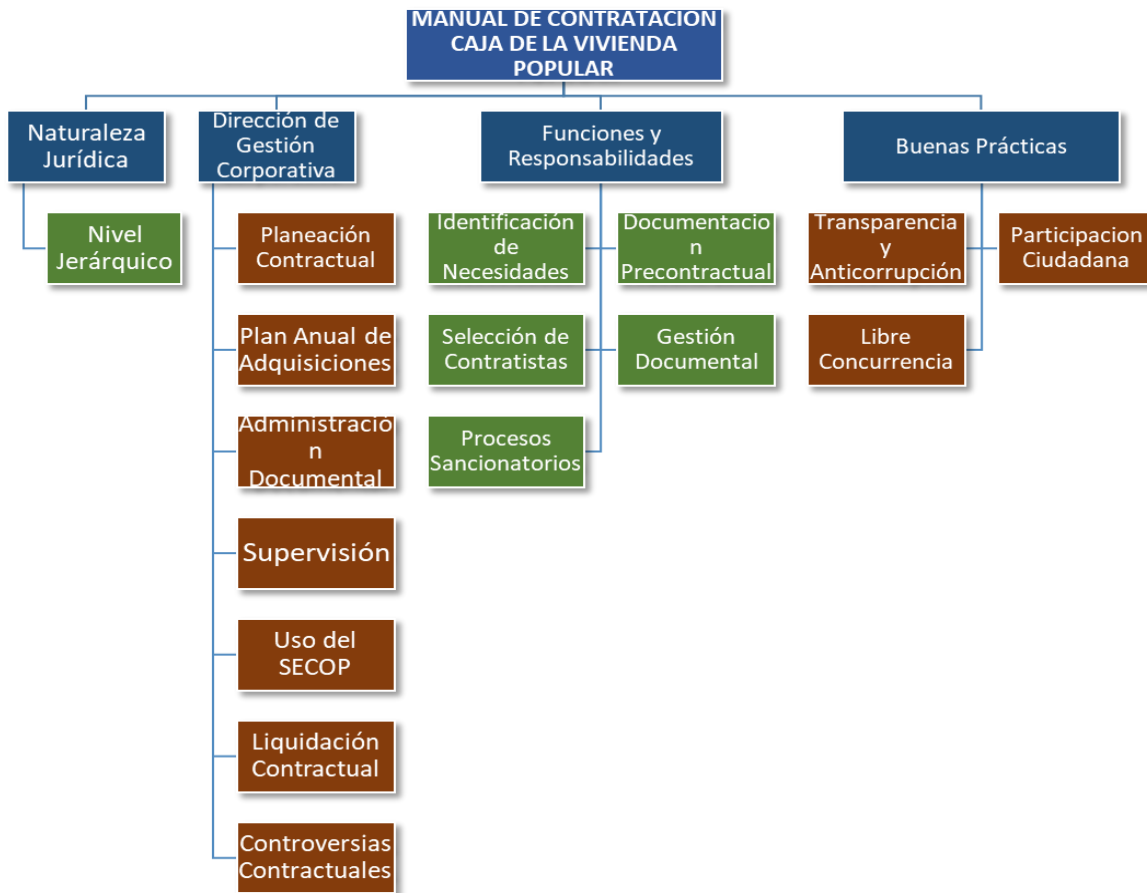 MANUAL DE CONTRATACION
CAJA DE LA VIVIENDA
POPULAR
Naturaleza
Jurídica
Dirección de
Gestión
Corporativa
Funciones y
Responsabilidades
Buenas Prácticas
Nivel
Jerárquico
Planeación
Contractual
Plan Anual de
Adquisiciones
Administració
n
Documental
Supervisión
Uso del
SECOP
Liquidación
Contractual
Controversias
Contractuales
Identificación
de
Necesidades
Documentacio
n
Precontractual
Selección de
Contratistas
Gestión
Documental
Procesos
Sancionatorios
Transparencia
y
Anticorrupción
Participacion
Ciudadana
Libre
Concurrencia